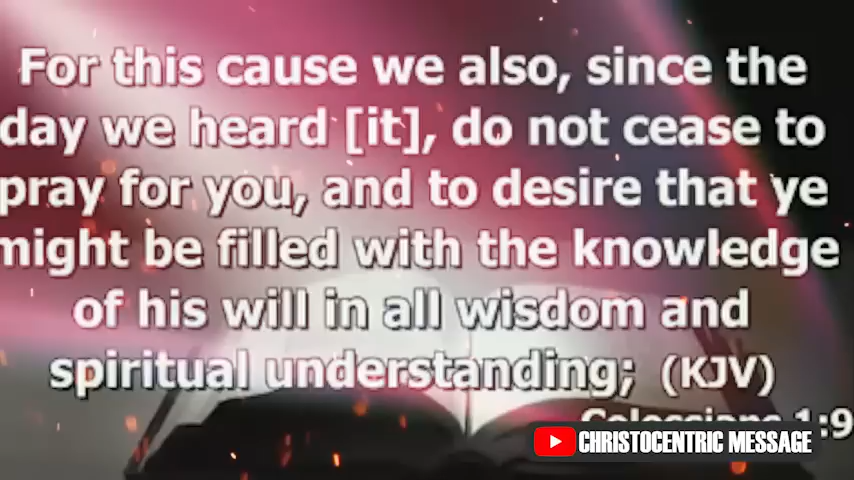 For this cause we also, since the
day we heard [it], do not cease to
pray for you, and to desire that ye
might be filled with the knowledge
of his will in all wisdom and
spiritual understanding; (KJV)
Colossians 1:9
CHRISTOCENTRIC MESSAGE